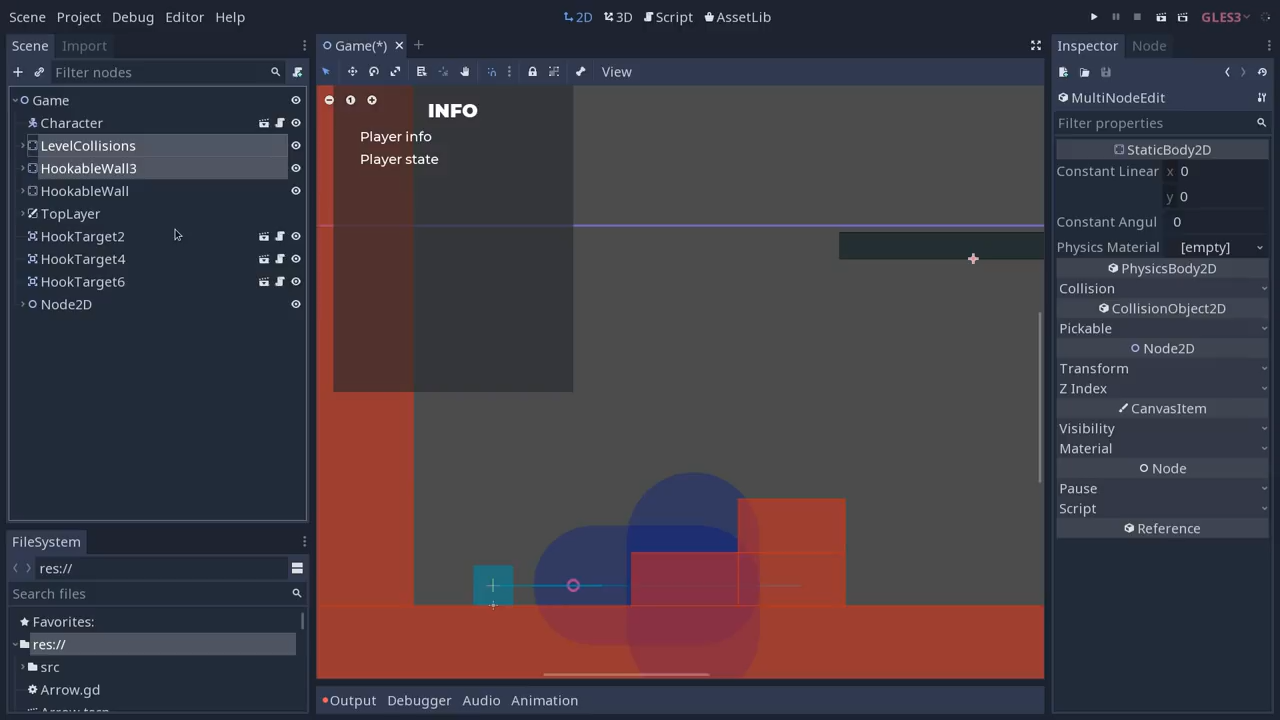 Scene Project Debug Editor Help
2D 3D Script AssetLib
GLES3
Scene Import
Game(*)
Inspector Node
Filter nodes
View
Game
INFO
MultiNodeEdit
Character
Player info
Filter properties
LevelCollisions
Player state
StaticBody2D
HookableWall3
Constant Linear x 0
HookableWall
y 0
TopLayer
Constant Angul 0
HookTarget2
Physics Material [empty]
HookTarget4
PhysicsBody2D
HookTarget6
Collision
Node2D
CollisionObject2D
Pickable
Node2D
Transform
Z Index
CanvasItem
Visibility
Material
Node
Pause
Script
Reference
FileSystem
res://
Search files
Favorites:
res://
src
Arrow.gd
Output Debugger Audio Animation